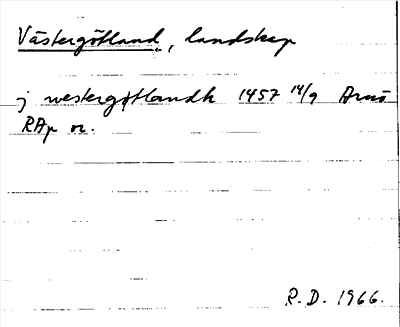 Västergötland, landskap
j westergøtlandh 1457 14/9 Arnö
RAp or.
R.D. 1966.